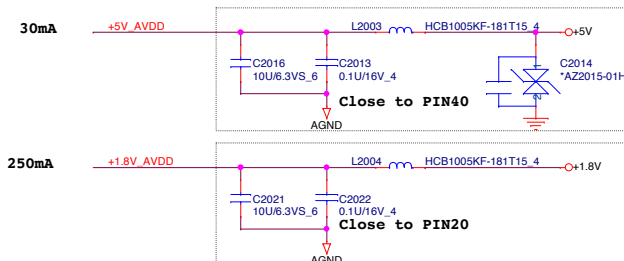 30mA
+5V_AVDD
L2003
HCB1005KF-181T15_4
+5V
C2016
10U/6.3VS_6
C2013
0.1U/16V_4
1
2
C2014
*AZ2015-01H
Close to PIN40
AGND
250mA
+1.8V_AVDD
L2004
HCB1005KF-181T15_4
+1.8V
C2021
10U/6.3VS_6
C2022
0.1U/16V_4
Close to PIN20
AGND